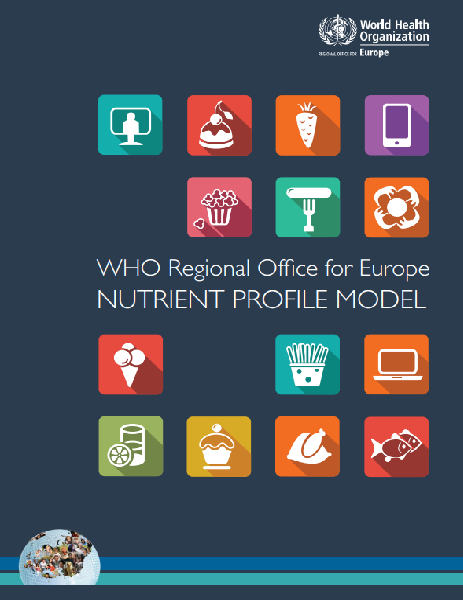 World Health
Organization
REGIONAL OFFICE FOR Europe
WHO Regional Office for Europe
NUTRIENT PROFILE MODEL